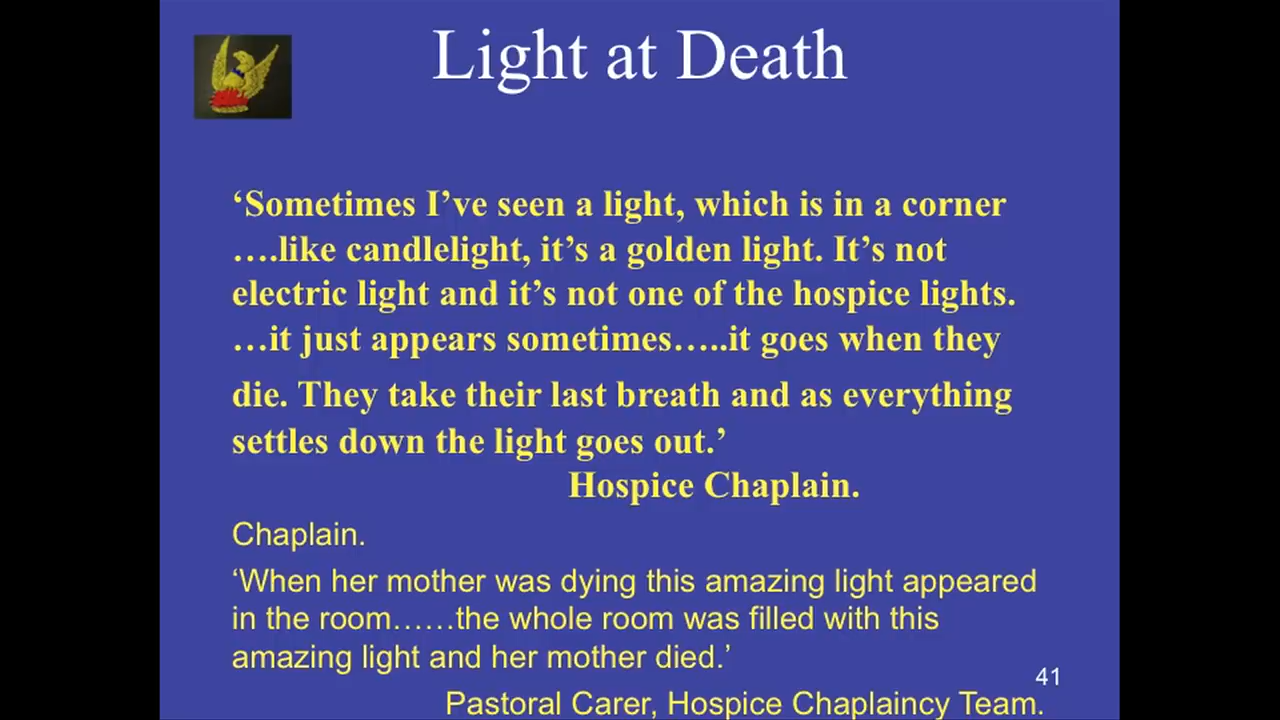 Light at Death
‘Sometimes I’ve seen a light, which is in a corner
….like candlelight, it’s a golden light. It’s not
electric light and it’s not one of the hospice lights.
…it just appears sometimes…..it goes when they
die. They take their last breath and as everything
settles down the light goes out.’
Hospice Chaplain.
Chaplain.
‘When her mother was dying this amazing light appeared
in the room……the whole room was filled with this
amazing light and her mother died.’
41
Pastoral Carer, Hospice Chaplaincy Team.